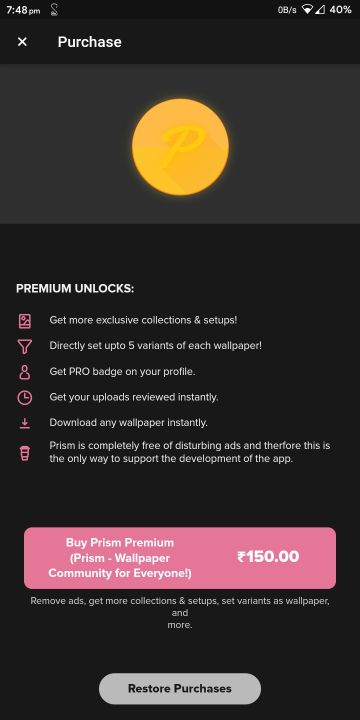 7:48 pm 0B/s 40%
Purchase
P
PREMIUM UNLOCKS:
Get more exclusive collections & setups!
Directly set upto 5 variants of each wallpaper!
Get PRO badge on your profile.
Get your uploads reviewed instantly.
Download any wallpaper instantly.
Prism is completely free of disturbing ads and therfore this is
the only way to support the development of the app.
Buy Prism Premium
(Prism - Wallpaper
Community for Everyone!)
₹150.00
Remove ads, get more collections & setups, set variants as wallpaper,
and
more.
Restore Purchases